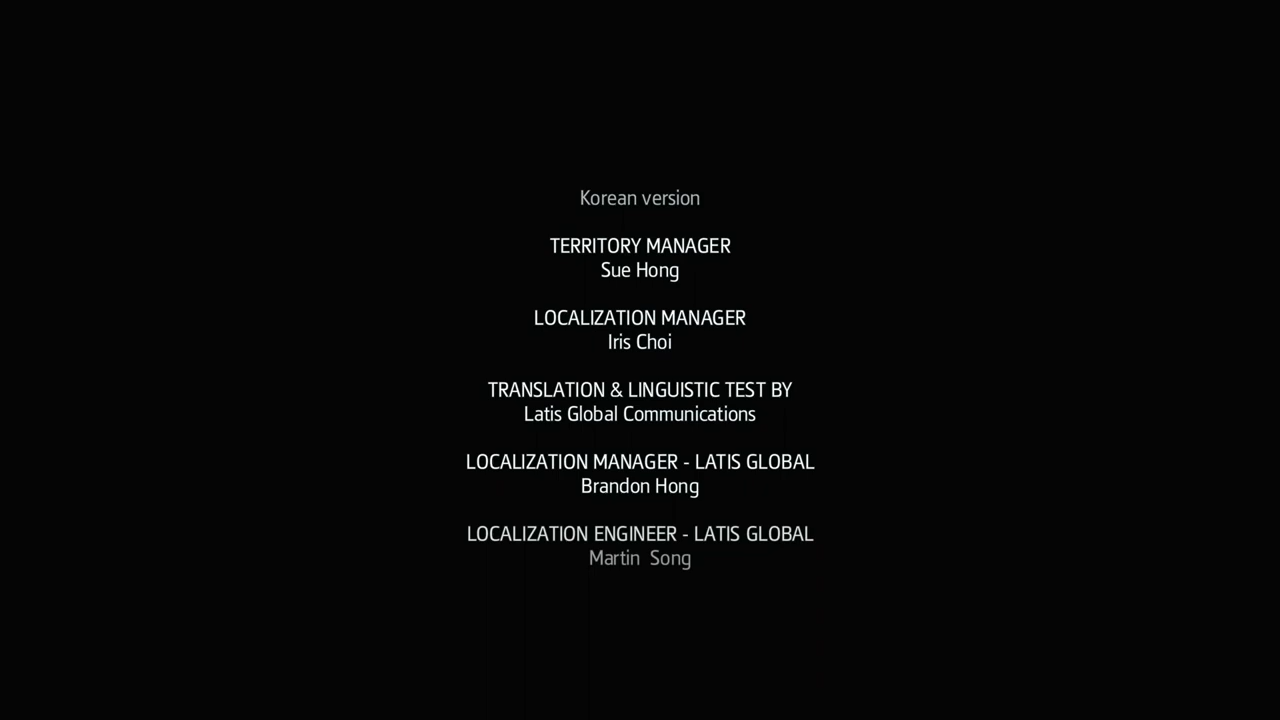 Korean version
TERRITORY MANAGER
Sue Hong
LOCALIZATION MANAGER
Iris Choi
TRANSLATION & LINGUISTIC TEST BY
Latis Global Communications
LOCALIZATION MANAGER - LATIS GLOBAL
Brandon Hong
LOCALIZATION ENGINEER - LATIS GLOBAL
Martin  Song